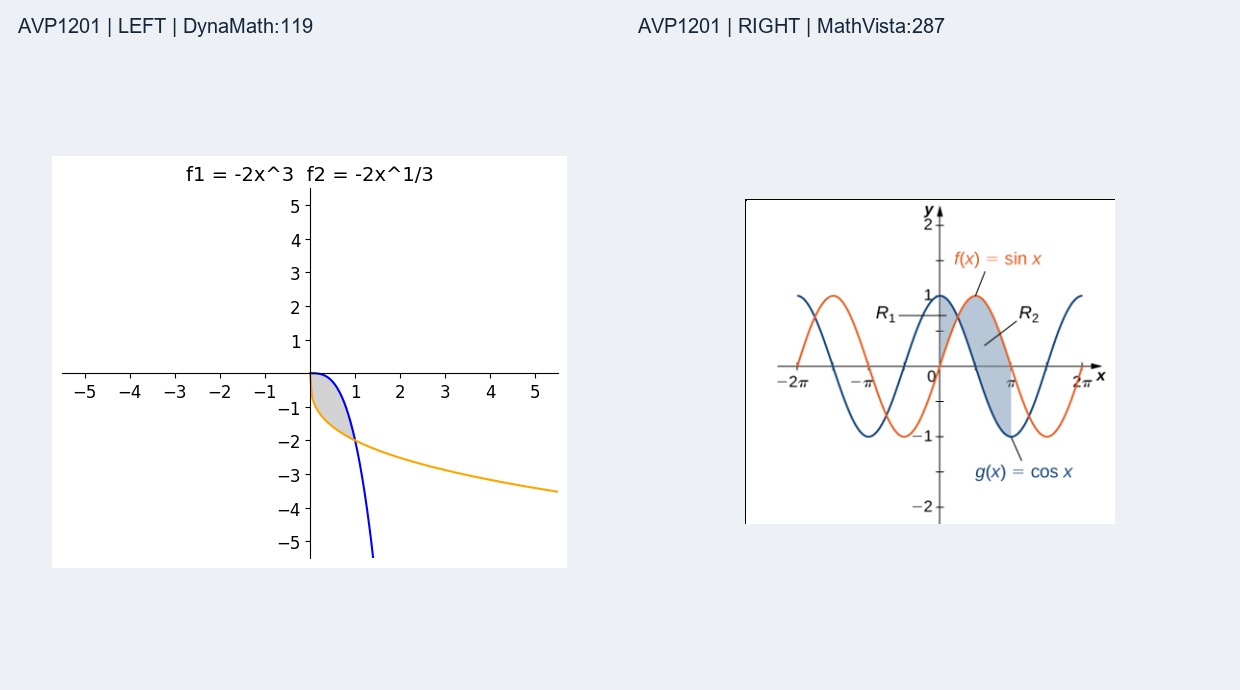 AVP1201 | LEFT | DynaMath:119
AVP1201 | RIGHT | MathVista:287
f1 = -2x^3  f2 = -2x^1/3
5
4
3
2
1
−5 −4 −3 −2 −1 1 2 3 4 5
−1
−2
−3
−4
−5
y
2
f(x) = sin x
1
R1
R2
−2π −π 0 π 2π x
−1
g(x) = cos x
−2